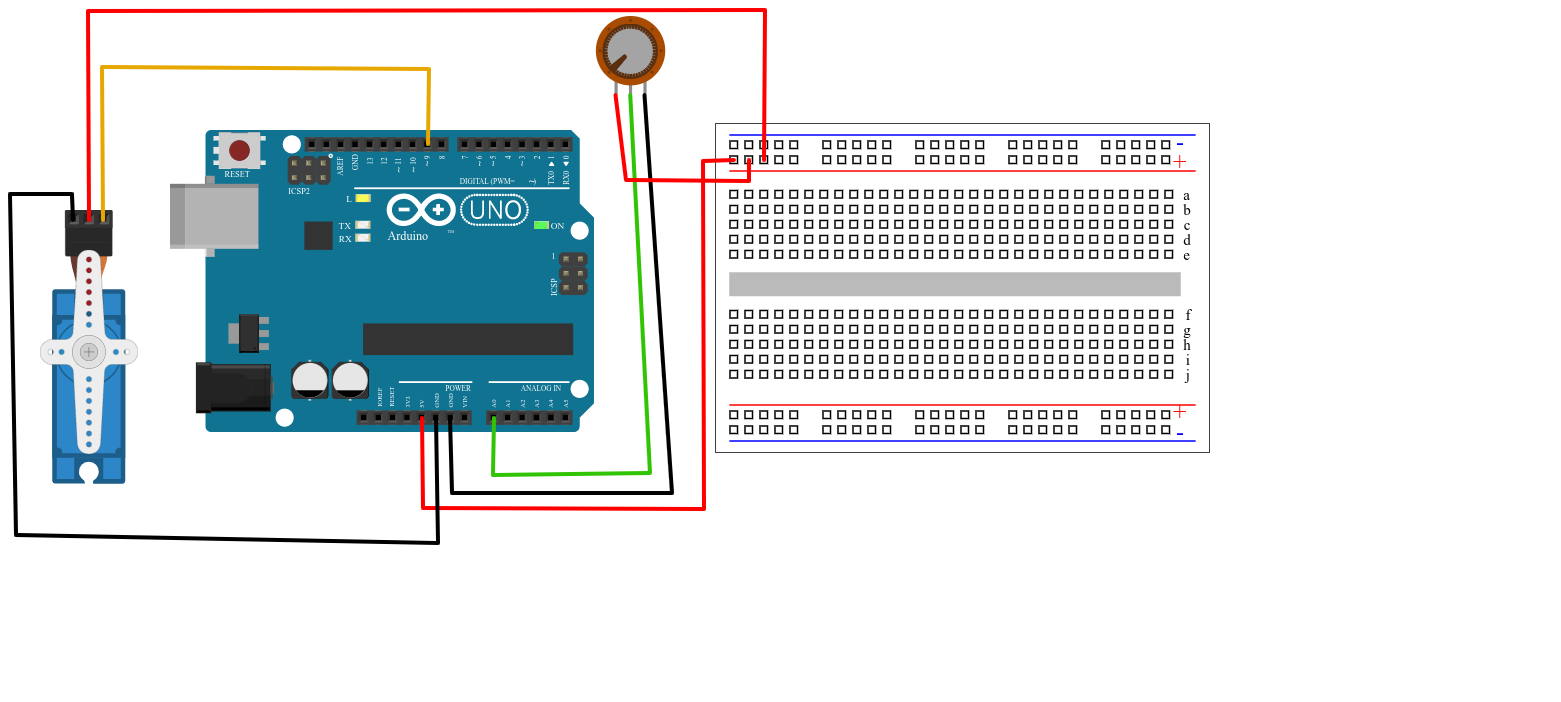 RESET
ICSP2
AREF
GND
13
12
~11
~10
~9
8
7
~6
~5
4
~3
2
TX0 ▶ 1
RX0 ◀ 0
DIGITAL (PWM=
L
TX
RX
UNO
Arduino
TM
ON
1
ICSP
POWER
ANALOG IN
IOREF
RESET
3V3
5V
GND
GND
VIN
A0
A1
A2
A3
A4
A5
-
+
a
b
c
d
e
f
g
h
i
j
+
-